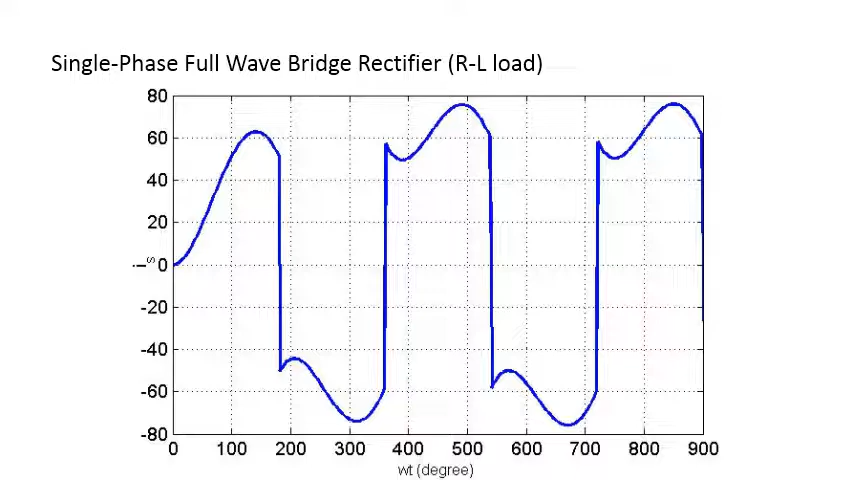 Single-Phase Full Wave Bridge Rectifier (R-L load)
80
60
40
20
0
-20
-40
-60
-80
i_s
0 100 200 300 400 500 600 700 800 900
wt (degree)